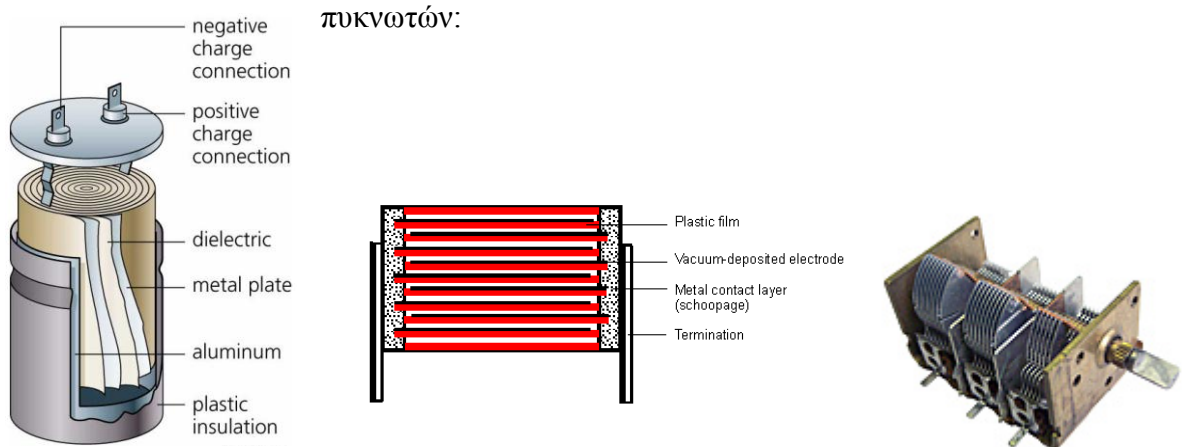 πυκνωτών:
negative
charge
connection
positive
charge
connection
dielectric
metal plate
aluminum
plastic
insulation
Plastic film
Vacuum-deposited electrode
Metal contact layer
(schoopage)
Termination